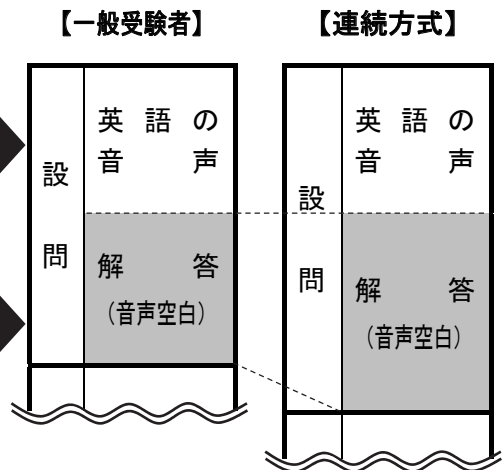 【一般受験者】
設問
英語の
音声
解答
（音声空白）
【連続方式】
設問
英語の
音声
解答
（音声空白）